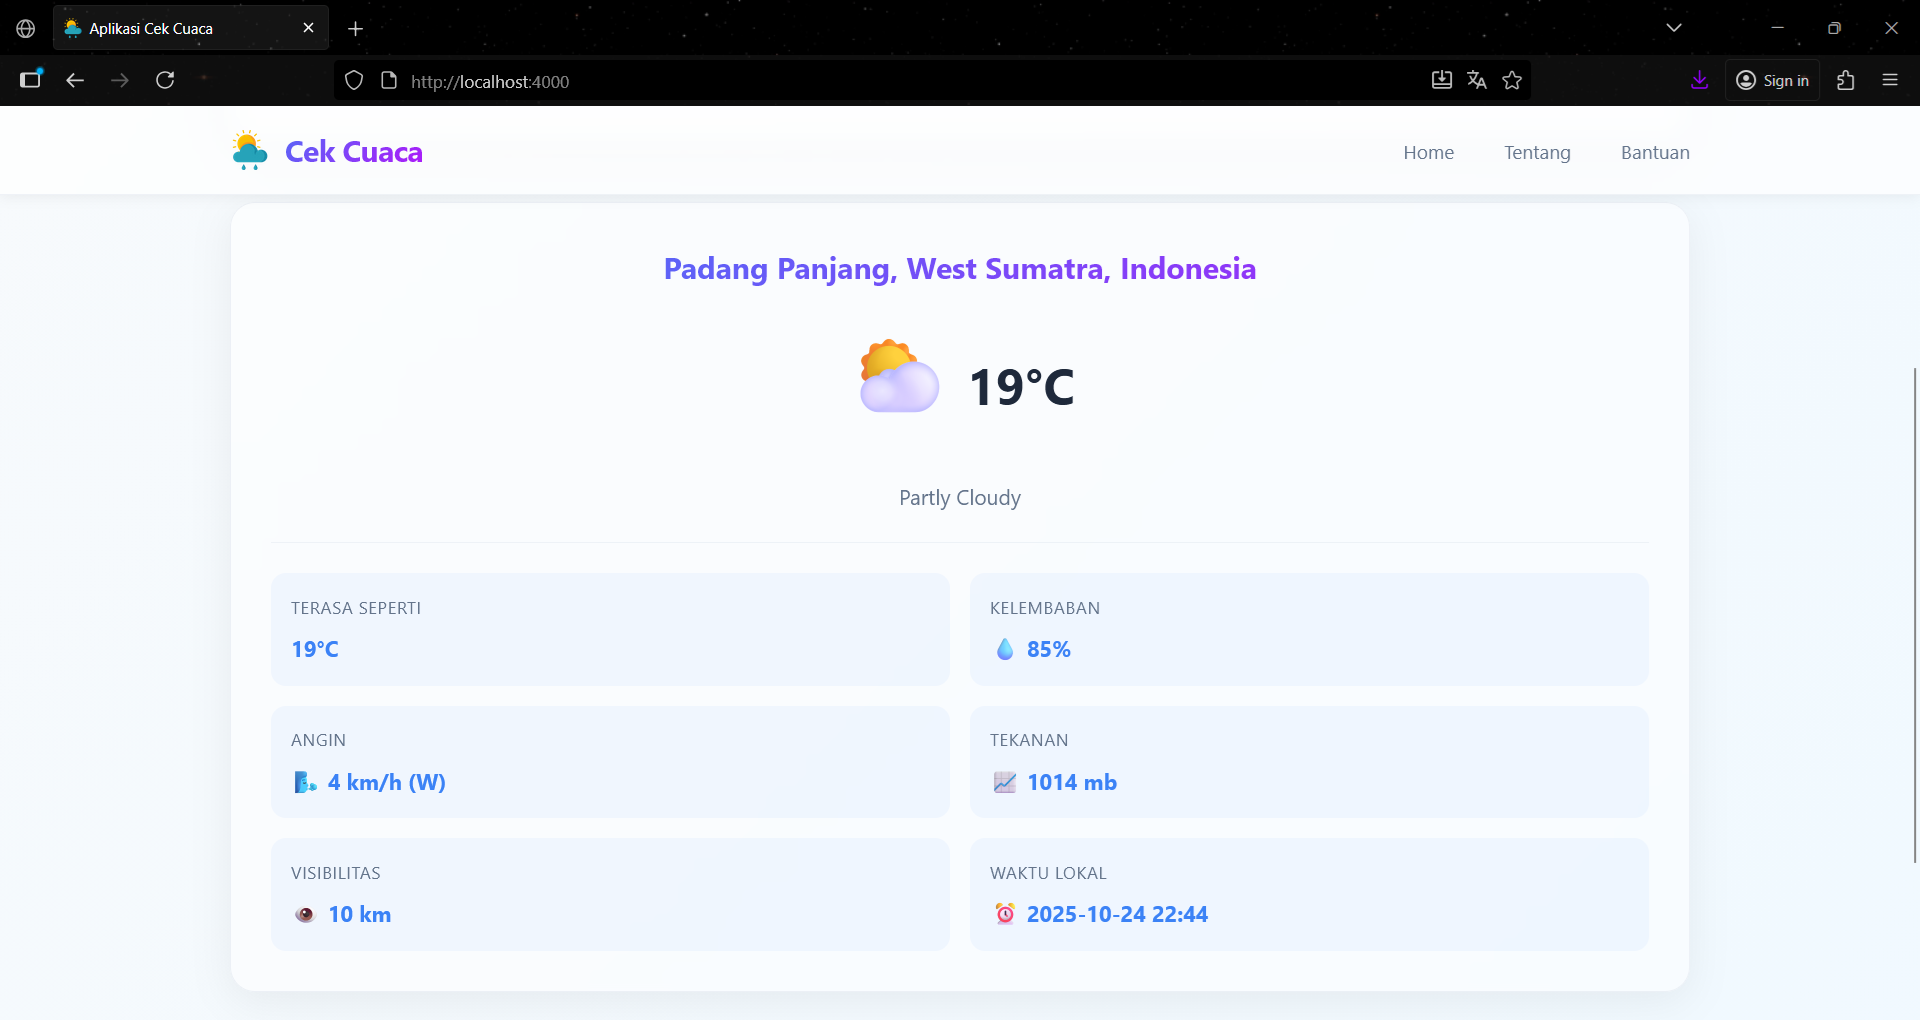 Aplikasi Cek Cuaca
http://localhost:4000
Sign in
Cek Cuaca
Home
Tentang
Bantuan
Padang Panjang, West Sumatra, Indonesia
19°C
Partly Cloudy
TERASA SEPERTI
19°C
KELEMBABAN
85%
ANGIN
4 km/h (W)
TEKANAN
1014 mb
VISIBILITAS
10 km
WAKTU LOKAL
2025-10-24 22:44